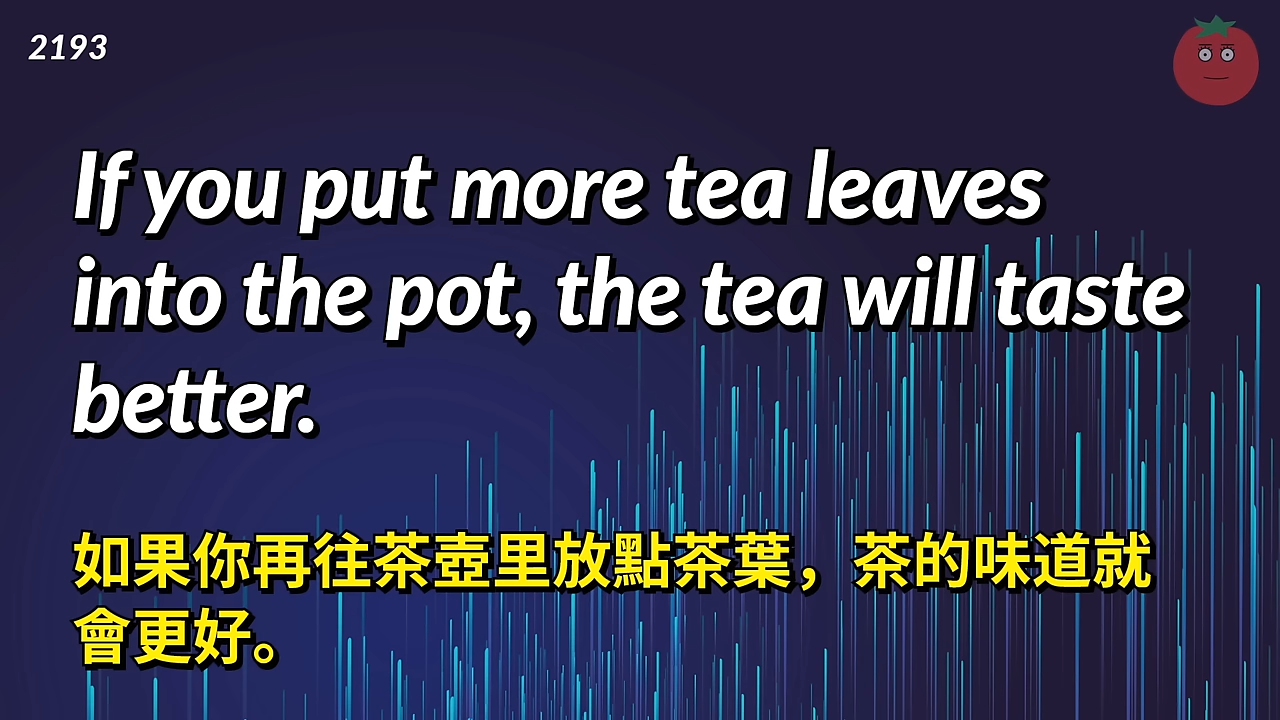 2193
If you put more tea leaves
into the pot, the tea will taste
better.
如果你再往茶壺里放點茶葉，茶的味道就
會更好。